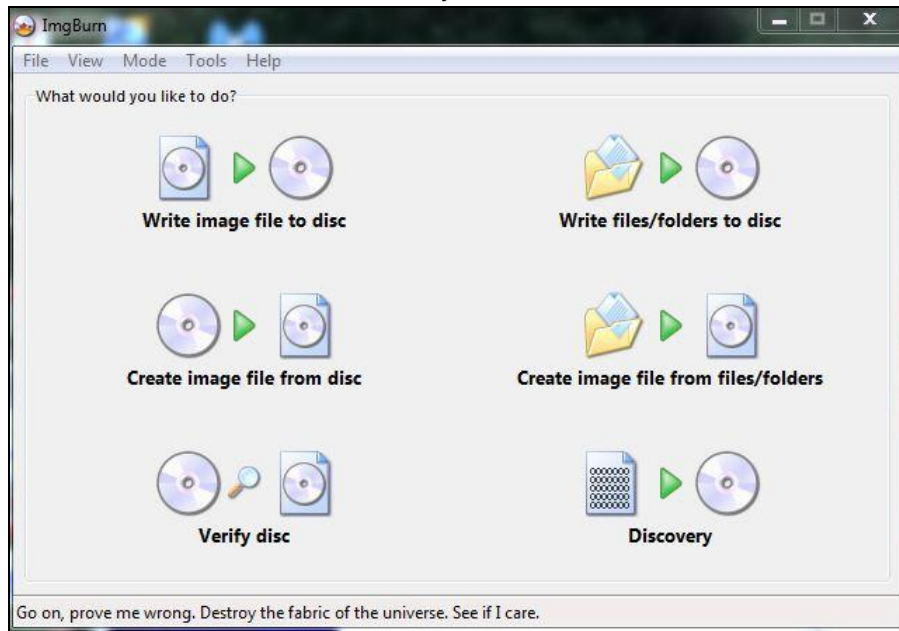 ImgBurn
File View Mode Tools Help
What would you like to do?
Write image file to disc
Write files/folders to disc
Create image file from disc
Create image file from files/folders
Verify disc
Discovery
Go on, prove me wrong. Destroy the fabric of the universe. See if I care.